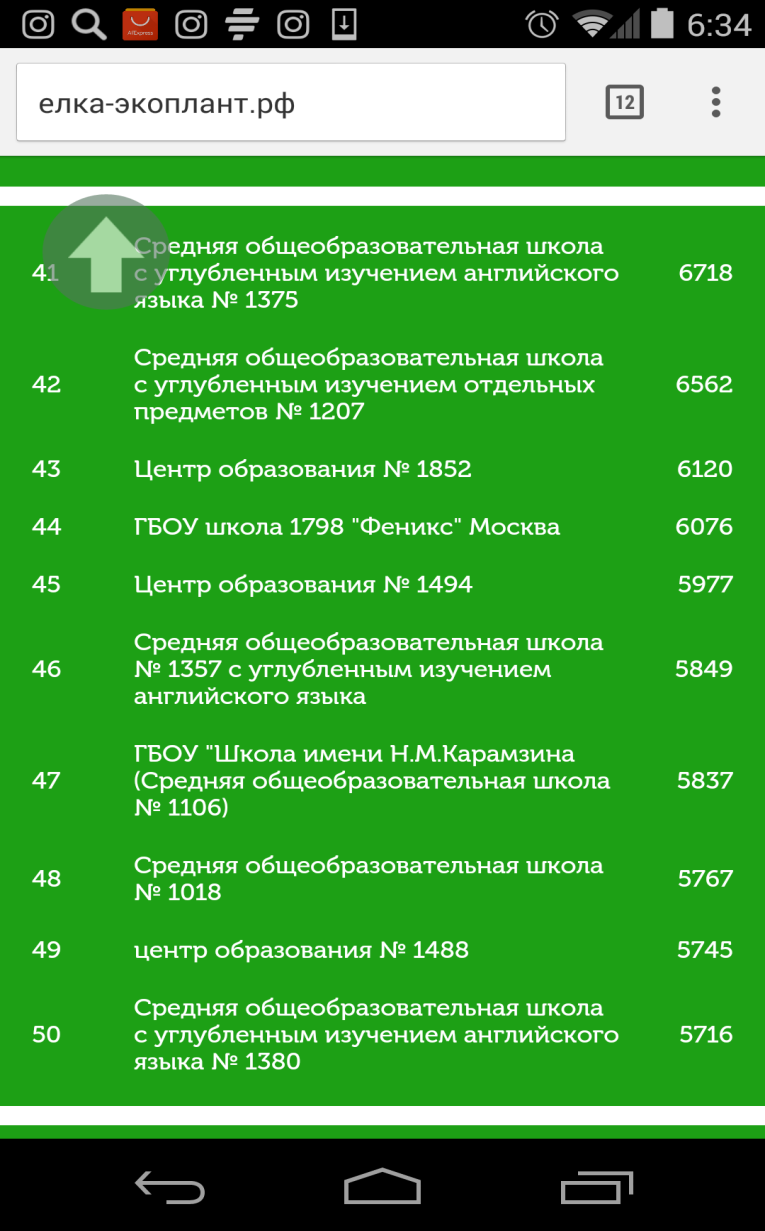 AliExpress
6:34
елка-экоплант.рф
12
41
Средняя общеобразовательная школа
с углубленным изучением английского
языка № 1375
6718
42
Средняя общеобразовательная школа
с углубленным изучением отдельных
предметов № 1207
6562
43
Центр образования № 1852
6120
44
ГБОУ школа 1798 "Феникс" Москва
6076
45
Центр образования № 1494
5977
46
Средняя общеобразовательная школа
№ 1357 с углубленным изучением
английского языка
5849
47
ГБОУ "Школа имени Н.М.Карамзина
(Средняя общеобразовательная школа
№ 1106)
5837
48
Средняя общеобразовательная школа
№ 1018
5767
49
центр образования № 1488
5745
50
Средняя общеобразовательная школа
с углубленным изучением английского
языка № 1380
5716